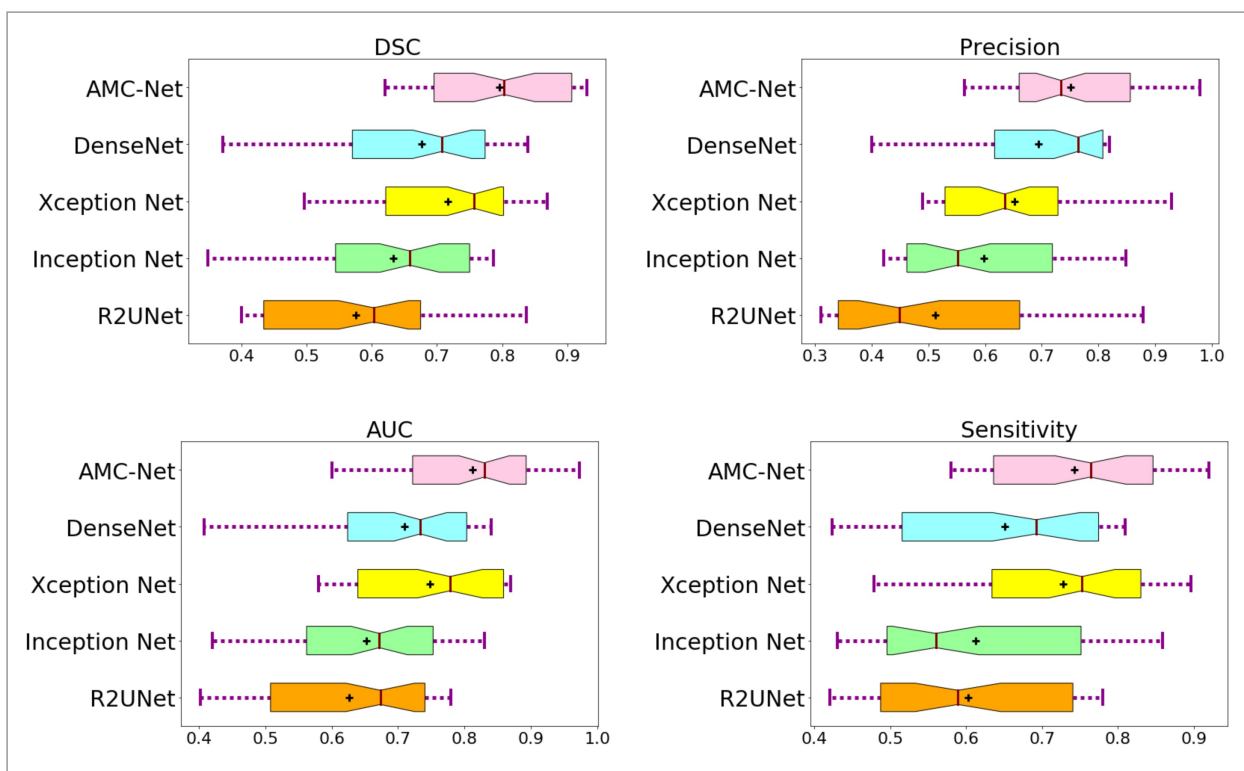 DSC
AMC-Net
DenseNet
Xception Net
Inception Net
R2UNet
0.4 0.5 0.6 0.7 0.8 0.9
Precision
AMC-Net
DenseNet
Xception Net
Inception Net
R2UNet
0.3 0.4 0.5 0.6 0.7 0.8 0.9 1.0
AUC
AMC-Net
DenseNet
Xception Net
Inception Net
R2UNet
0.4 0.5 0.6 0.7 0.8 0.9 1.0
Sensitivity
AMC-Net
DenseNet
Xception Net
Inception Net
R2UNet
0.4 0.5 0.6 0.7 0.8 0.9